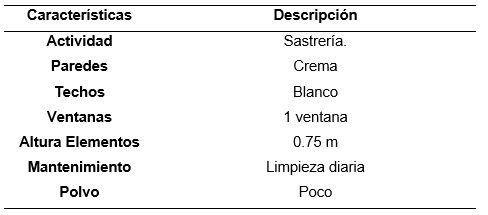 Características Descripción
Actividad Sastrería.
Paredes Crema
Techos Blanco
Ventanas 1 ventana
Altura Elementos 0.75 m
Mantenimiento Limpieza diaria
Polvo Poco